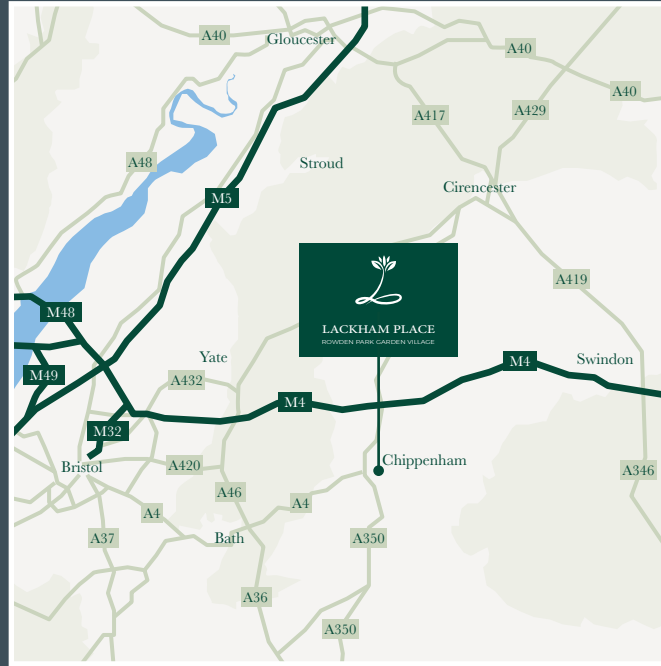 A40
Gloucester
A40
A40
A417
A429
A48
Stroud
Cirencester
M5
A419
M48
LACKHAM PLACE
ROWDEN PARK GARDEN VILLAGE
Yate
M4
Swindon
M49
A432
M4
M32
Bristol
A420
Chippenham
A346
A46
A4
A4
A37
Bath
A350
A36
A350